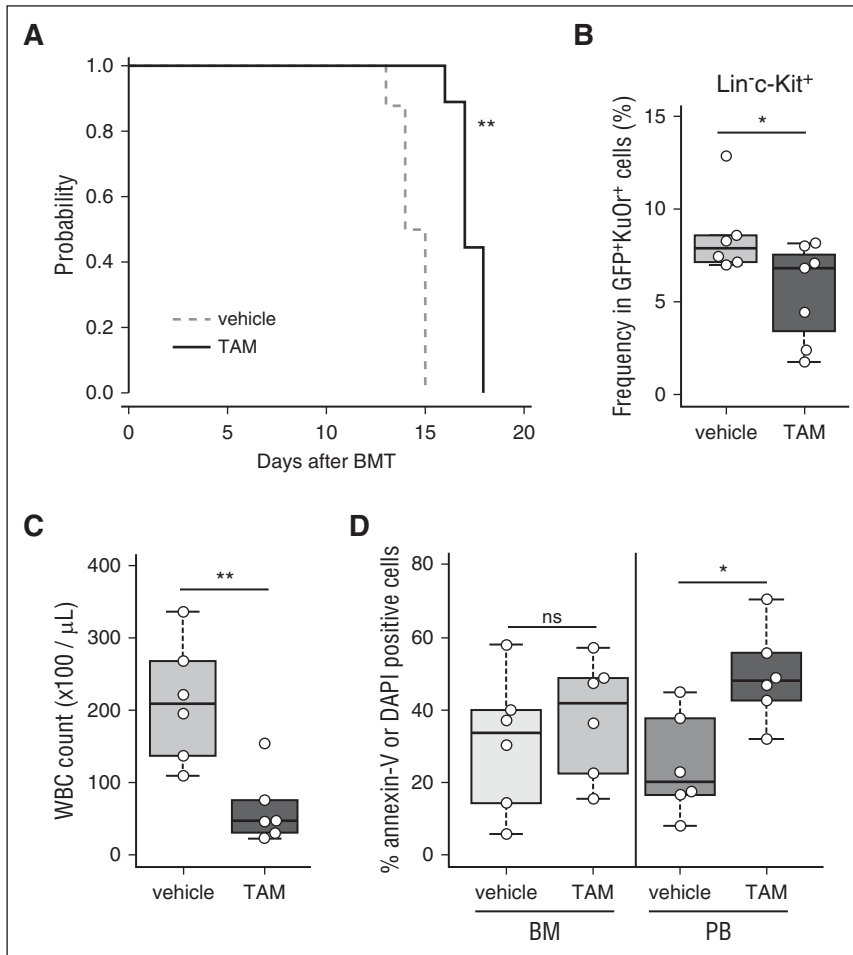 A
1.0
0.8
0.6
0.4
0.2
0.0
Probability
**
vehicle
TAM
0 5 10 15 20
Days after BMT
B
Lin⁻c-Kit⁺
*
15
10
5
0
Frequency in GFP⁺KuOr⁺ cells (%)
vehicle TAM
C
400
300
200
100
0
WBC count (x100 / μL)
**
vehicle TAM
D
80
60
40
20
0
% annexin-V or DAPI positive cells
ns
*
vehicle TAM vehicle TAM
BM PB